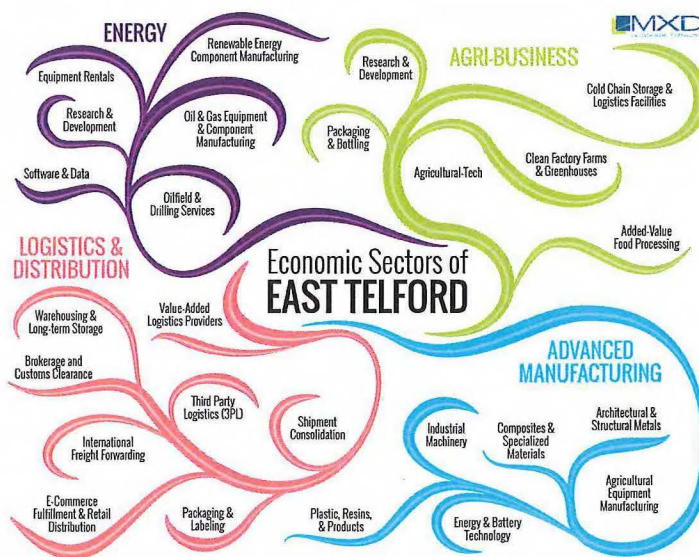 MXD
ENERGY
Renewable Energy
Component Manufacturing
Equipment Rentals
Research &
Development
Oil & Gas Equipment
& Component
Manufacturing
Software & Data
Oilfield &
Drilling Services
AGRI-BUSINESS
Research &
Development
Cold Chain Storage &
Logistics Facilities
Packaging
& Bottling
Agricultural-Tech
Clean Factory Farms
& Greenhouses
Added-Value
Food Processing
Economic Sectors of
EAST TELFORD
LOGISTICS &
DISTRIBUTION
Warehousing &
Long-term Storage
Value-Added
Logistics Providers
Brokerage and
Customs Clearance
Third Party
Logistics (3PL)
Shipment
Consolidation
International
Freight Forwarding
E-Commerce
Fulfillment & Retail
Distribution
Packaging &
Labeling
ADVANCED
MANUFACTURING
Architectural &
Structural Metals
Industrial
Machinery
Composites &
Specialized
Materials
Agricultural
Equipment
Manufacturing
Plastic, Resins,
& Products
Energy & Battery
Technology